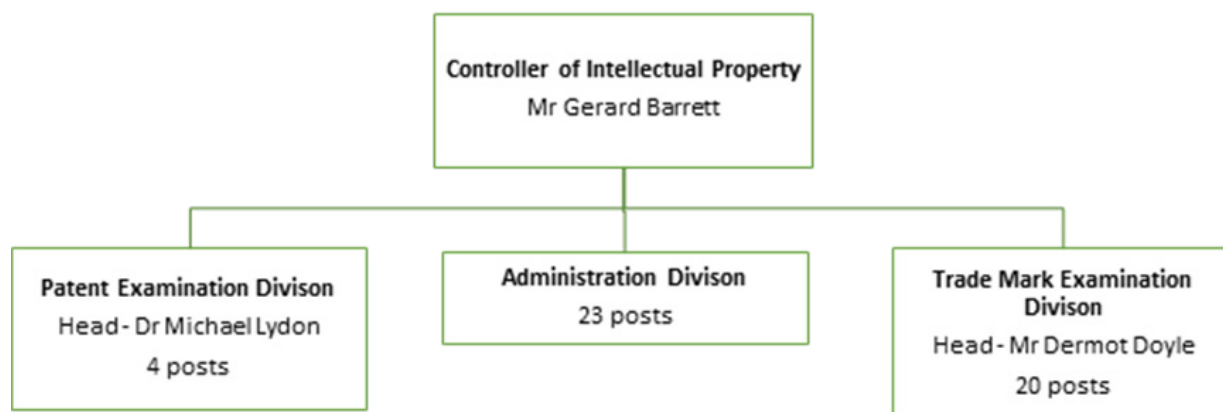 Controller of Intellectual Property
Mr Gerard Barrett
Patent Examination Divison
Head - Dr Michael Lydon
4 posts
Administration Divison
23 posts
Trade Mark Examination
Divison
Head - Mr Dermot Doyle
20 posts